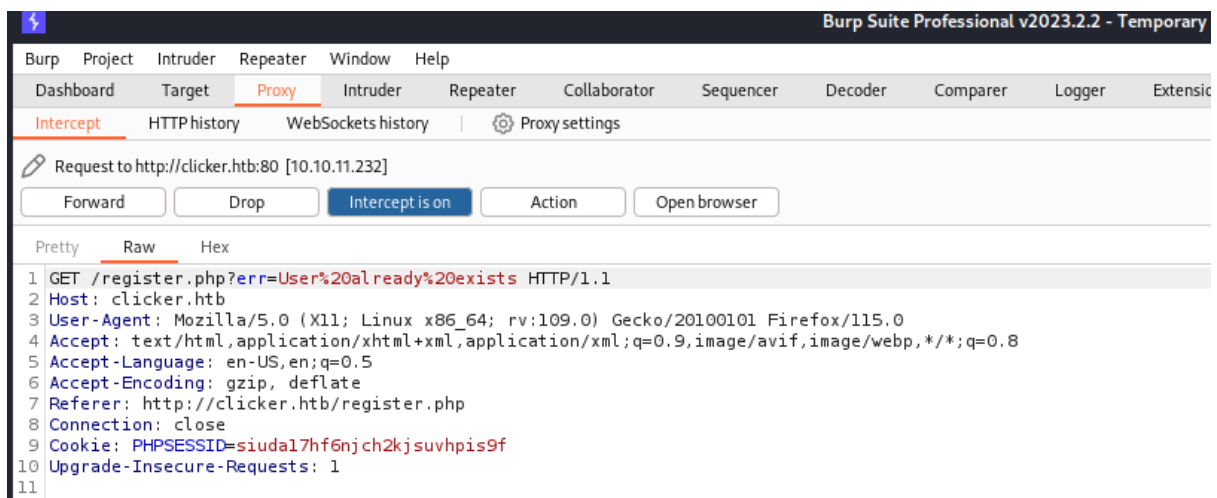 Burp Suite Professional v2023.2.2 - Temporary
Burp Project Intruder Repeater Window Help
Dashboard Target Proxy Intruder Repeater Collaborator Sequencer Decoder Comparer Logger Extensio
Intercept HTTP history WebSockets history Proxy settings
Request to http://clicker.htb:80 [10.10.11.232]
Forward Drop Intercept is on Action Open browser
Pretty Raw Hex
1 GET /register.php?err=User%20already%20exists HTTP/1.1
2 Host: clicker.htb
3 User-Agent: Mozilla/5.0 (X11; Linux x86_64; rv:109.0) Gecko/20100101 Firefox/115.0
4 Accept: text/html,application/xhtml+xml,application/xml;q=0.9,image/avif,image/webp,*/*;q=0.8
5 Accept-Language: en-US,en;q=0.5
6 Accept-Encoding: gzip, deflate
7 Referer: http://clicker.htb/register.php
8 Connection: close
9 Cookie: PHPSESSID=siudal7hf6njch2kjsuvhpis9f
10 Upgrade-Insecure-Requests: 1
11